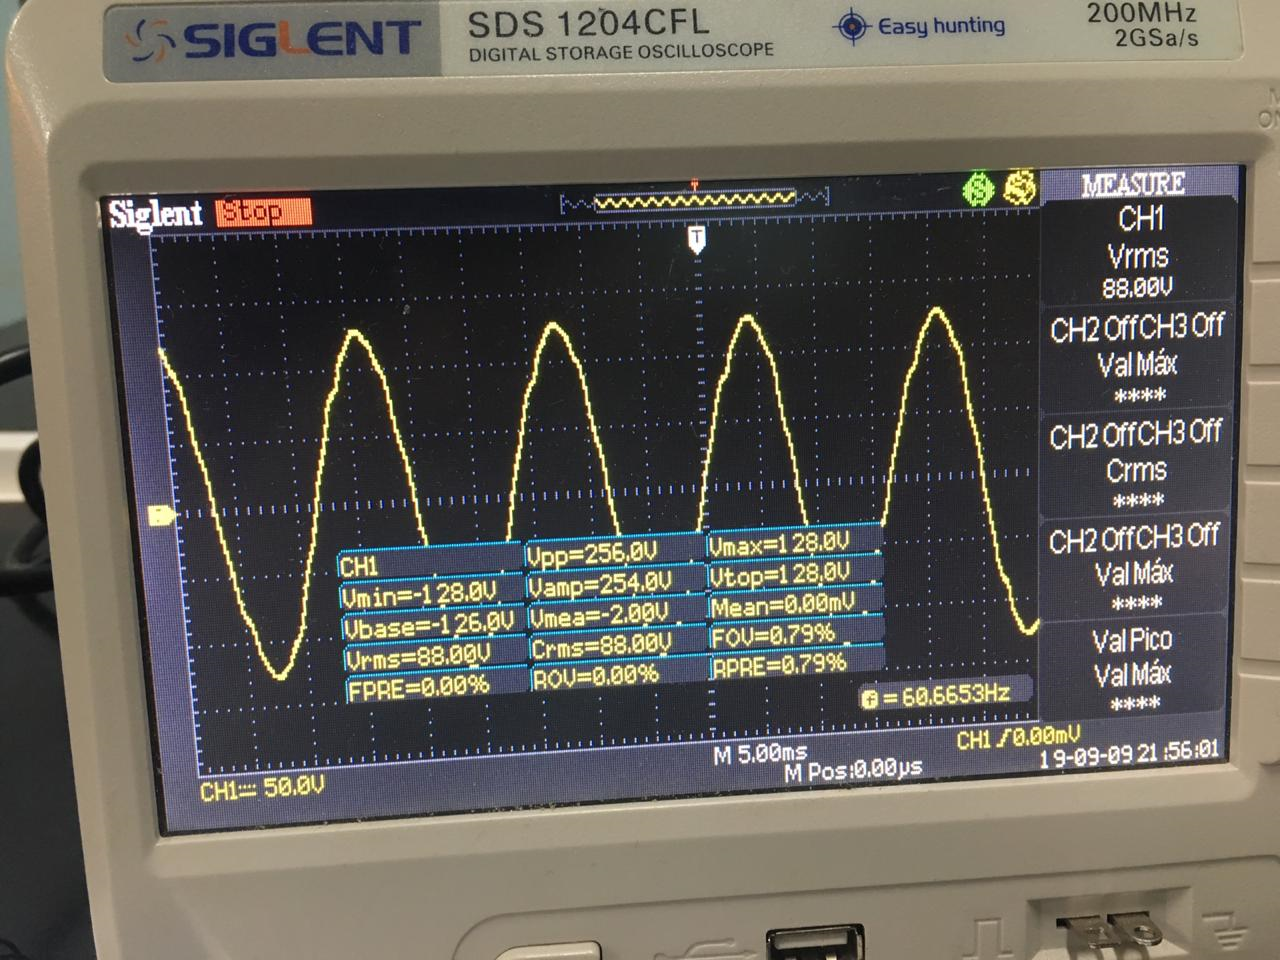 SIGLENT
SDS 1204CFL
DIGITAL STORAGE OSCILLOSCOPE
Easy hunting
200MHz
2GSa/s
Siglent Stop
T
MEASURE
CH1
Vrms
88.00V
CH2 Off CH3 Off
Val Máx
****
CH2 Off CH3 Off
Crms
****
CH2 Off CH3 Off
Val Máx
****
Val Pico
Val Máx
****
CH1 Vpp=256.0V Vmax=128.0V
Vmin=-128.0V Vamp=254.0V Vtop=128.0V
Vbase=-126.0V Vmea=-2.00V Mean=0.00mV
Vrms=88.00V Crms=88.00V FOV=0.79%
FPRE=0.00% ROV=0.00% RPRE=0.79%
f = 60.6653Hz
CH1 50.0V
M 5.00ms
M Pos:0.00µs
CH1 / 0.00mV
19-09-09 21:56:01